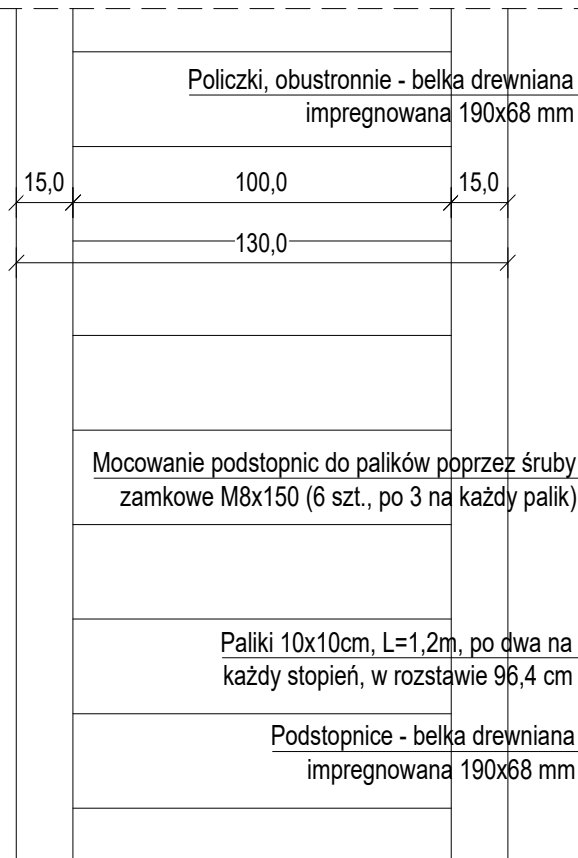 Policzki, obustronnie - belka drewniana
impregnowana 190x68 mm
15,0 100,0 15,0
130,0
Mocowanie podstopnic do palików poprzez śruby
zamkowe M8x150 (6 szt., po 3 na każdy palik)
Paliki 10x10cm, L=1,2m, po dwa na
każdy stopień, w rozstawie 96,4 cm
Podstopnice - belka drewniana
impregnowana 190x68 mm